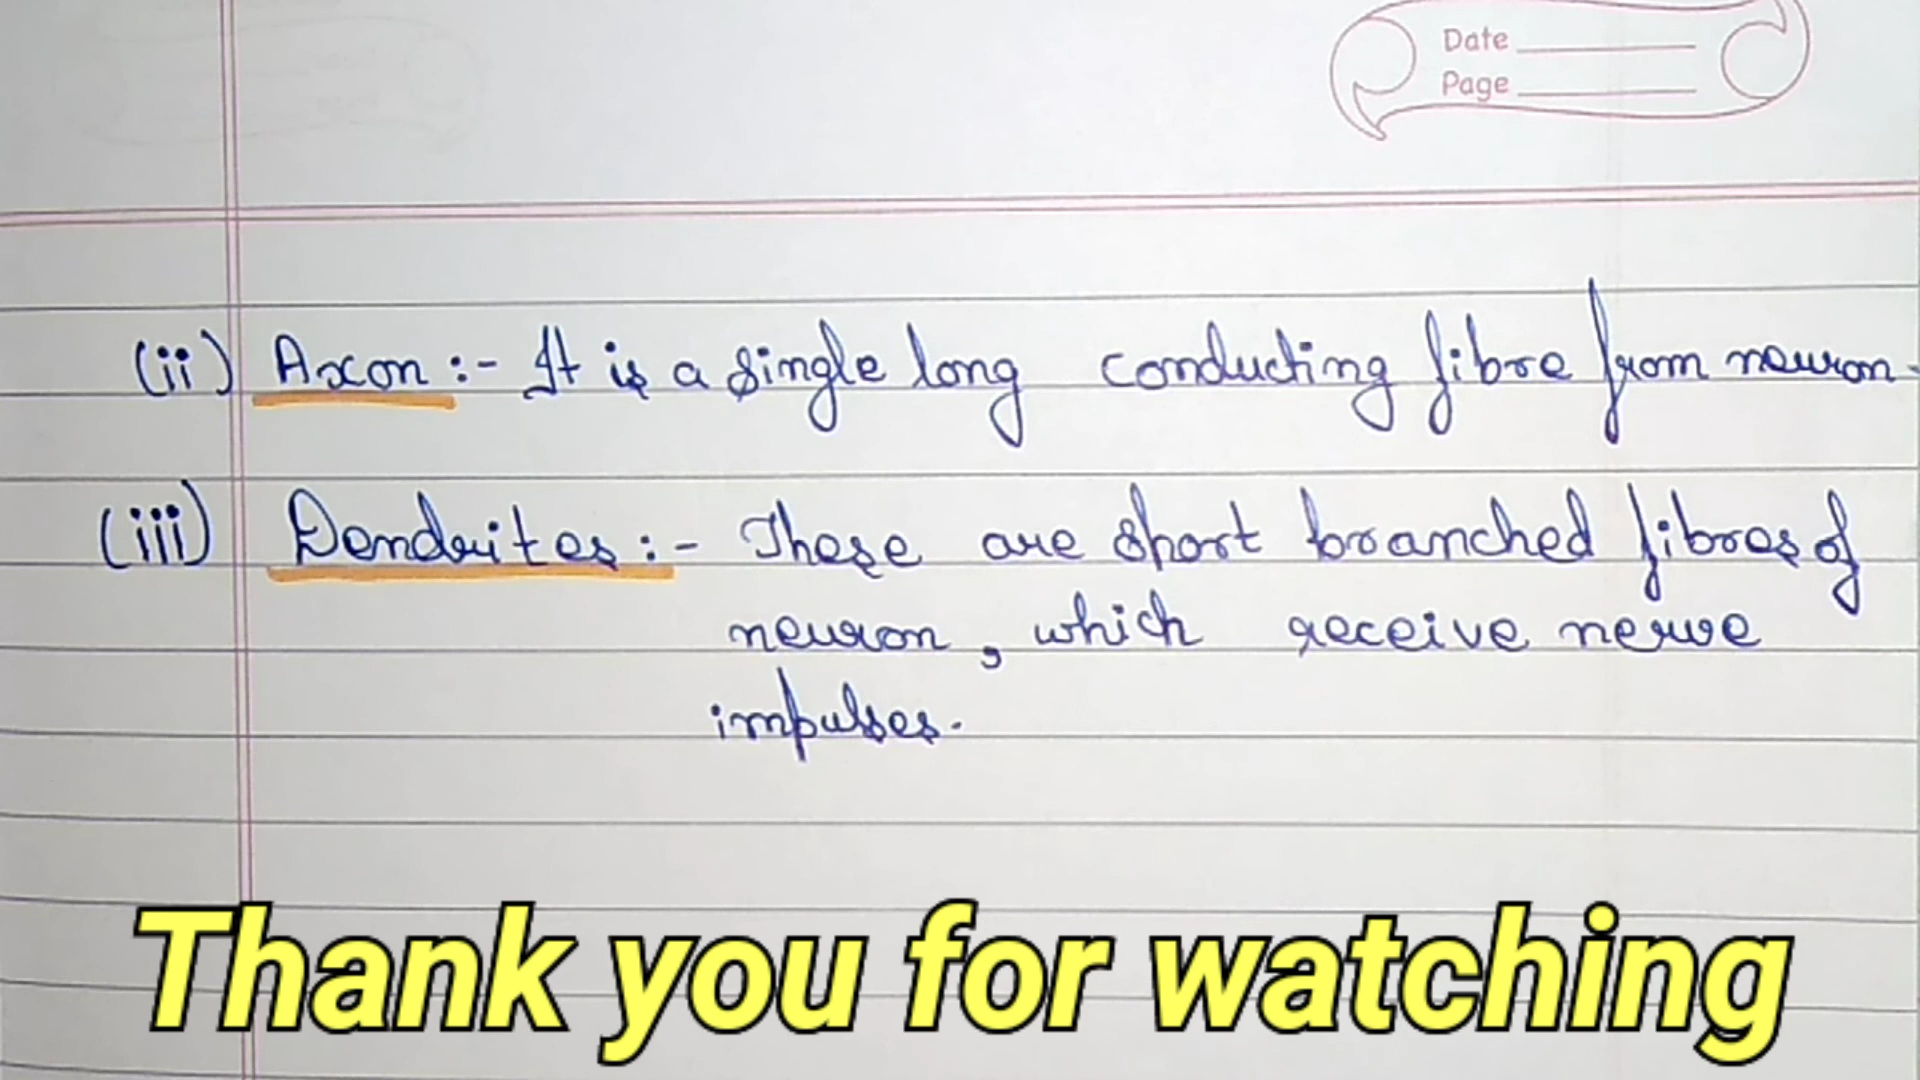 Date
Page
(ii) Axon :- It is a single long conducting fibre from neuron.
(iii) Dendrites :- These are short branched fibres of
neuron, which receive nerve
impulses.
Thank you for watching